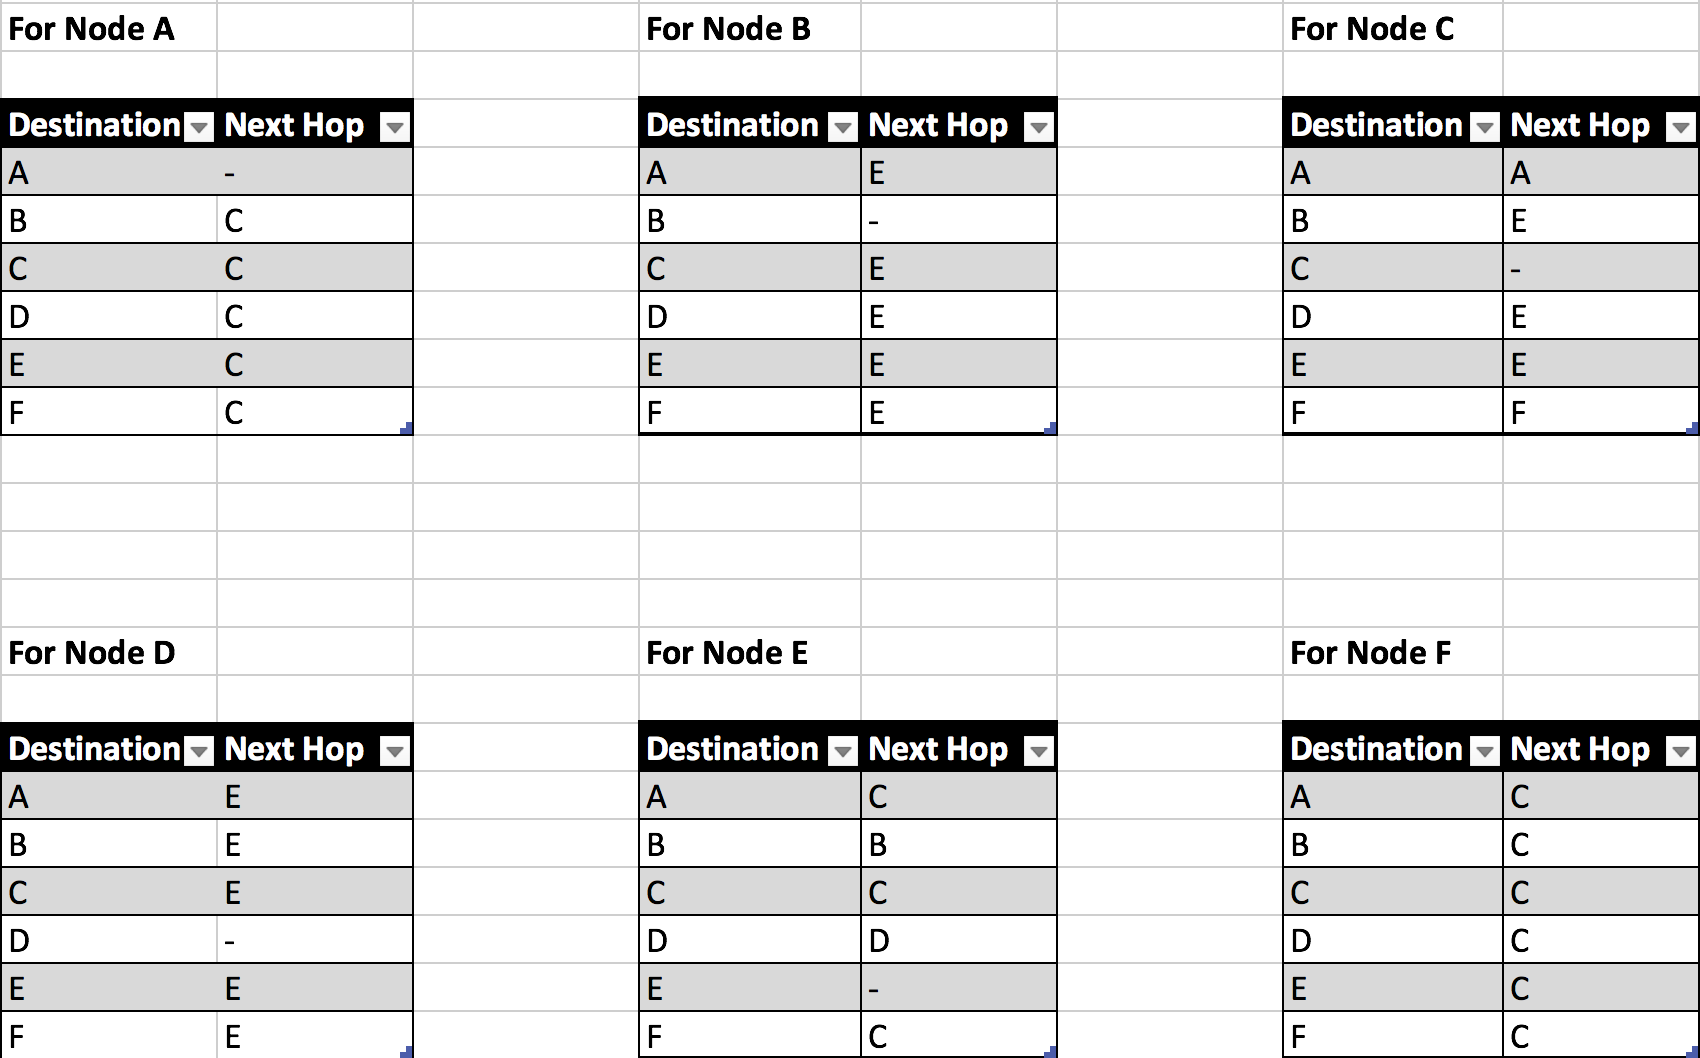 For Node A For Node B For Node C
Destination Next Hop Destination Next Hop Destination Next Hop
A - A E A A
B C B - B E
C C C E C -
D C D E D E
E C E E E E
F C F E F F
For Node D For Node E For Node F
Destination Next Hop Destination Next Hop Destination Next Hop
A E A C A C
B E B B B C
C E C C C C
D - D D D C
E E E - E C
F E F C F C